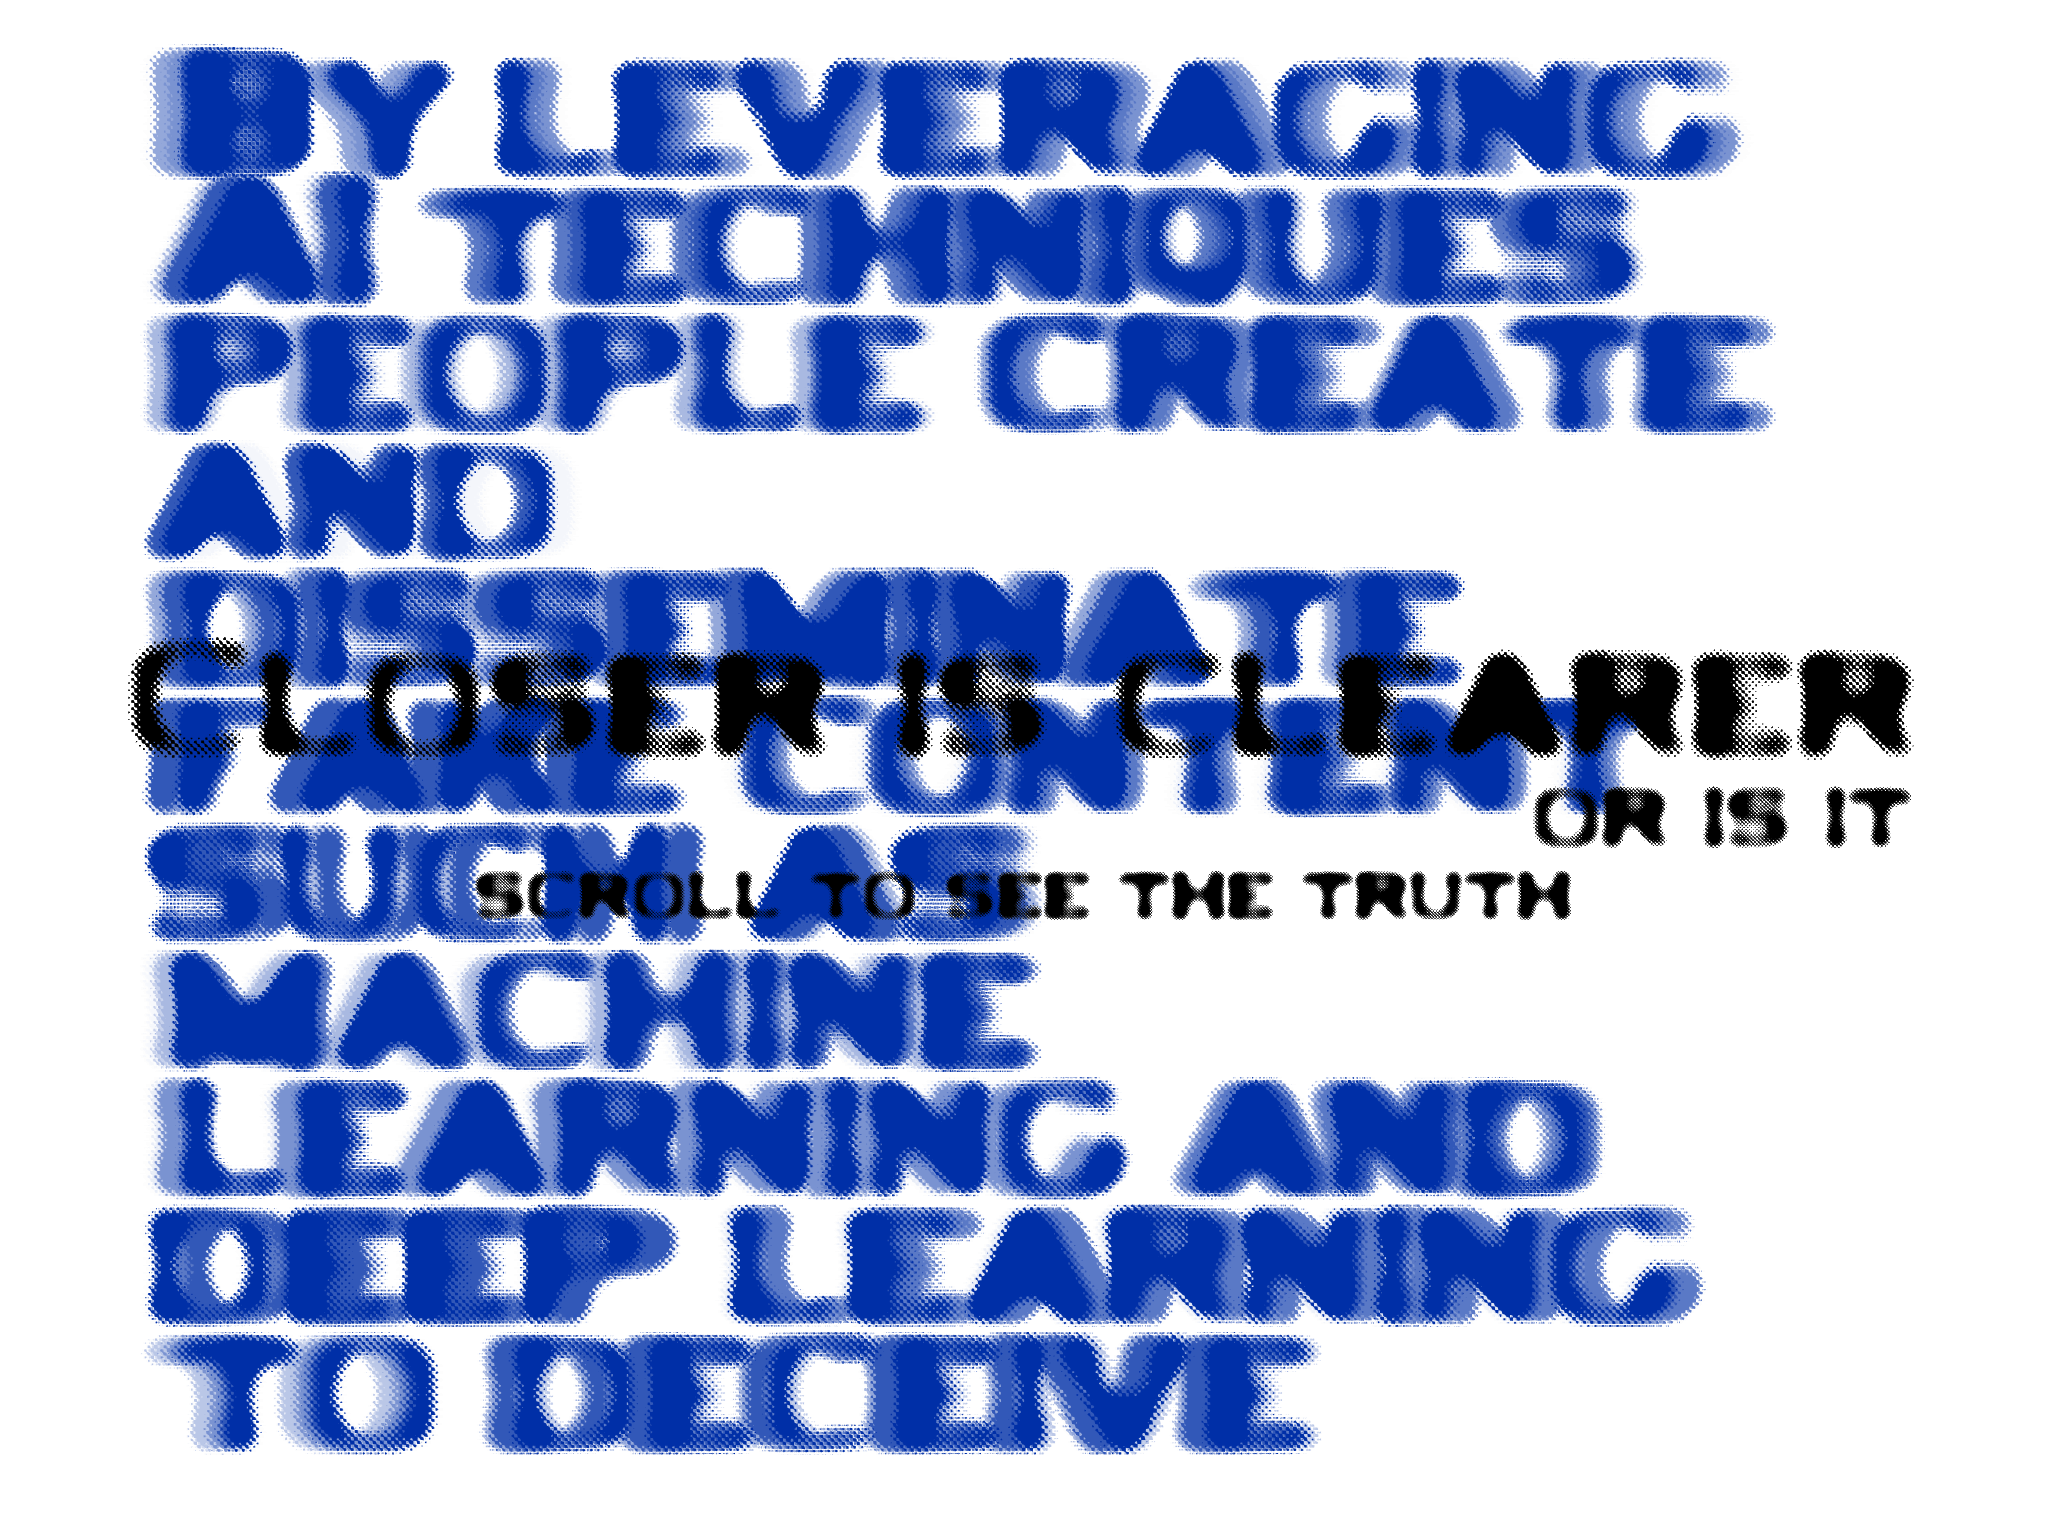 BY LEVERAGING
AI TECHNIQUES
PEOPLE CREATE
AND
DISSEMINATE
CLOSER IS CLEARER
FAKE CONTENT
OR IS IT
SUCH AS
SCROLL TO SEE THE TRUTH
MACHINE
LEARNING AND
DEEP LEARNING
TO DECEIVE